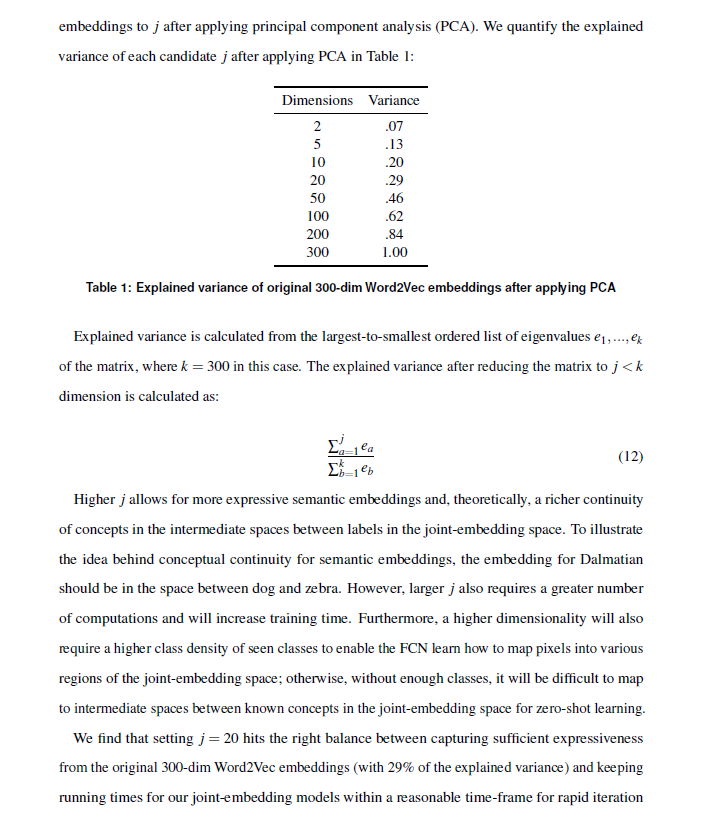 embeddings to j after applying principal component analysis (PCA). We quantify the explained
variance of each candidate j after applying PCA in Table 1:
Dimensions Variance
2 .07
5 .13
10 .20
20 .29
50 .46
100 .62
200 .84
300 1.00
Table 1: Explained variance of original 300-dim Word2Vec embeddings after applying PCA
Explained variance is calculated from the largest-to-smallest ordered list of eigenvalues e₁,...,eₖ
of the matrix, where k = 300 in this case. The explained variance after reducing the matrix to j < k
dimension is calculated as:
Σʲₐ₌₁ eₐ
Σᵏ_b=1 e_b
(12)
Higher j allows for more expressive semantic embeddings and, theoretically, a richer continuity
of concepts in the intermediate spaces between labels in the joint-embedding space. To illustrate
the idea behind conceptual continuity for semantic embeddings, the embedding for Dalmatian
should be in the space between dog and zebra. However, larger j also requires a greater number
of computations and will increase training time. Furthermore, a higher dimensionality will also
require a higher class density of seen classes to enable the FCN learn how to map pixels into various
regions of the joint-embedding space; otherwise, without enough classes, it will be difficult to map
to intermediate spaces between known concepts in the joint-embedding space for zero-shot learning.
We find that setting j = 20 hits the right balance between capturing sufficient expressiveness
from the original 300-dim Word2Vec embeddings (with 29% of the explained variance) and keeping
running times for our joint-embedding models within a reasonable time-frame for rapid iteration